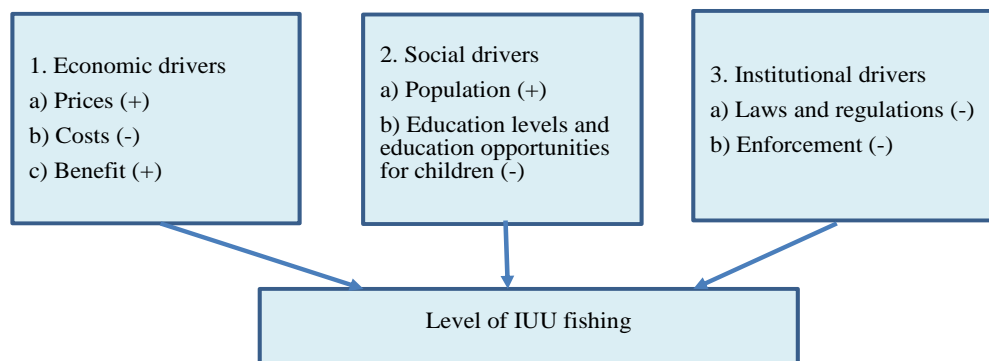 1. Economic drivers
a) Prices (+)
b) Costs (-)
c) Benefit (+)
2. Social drivers
a) Population (+)
b) Education levels and
education opportunities
for children (-)
3. Institutional drivers
a) Laws and regulations (-)
b) Enforcement (-)
Level of IUU fishing